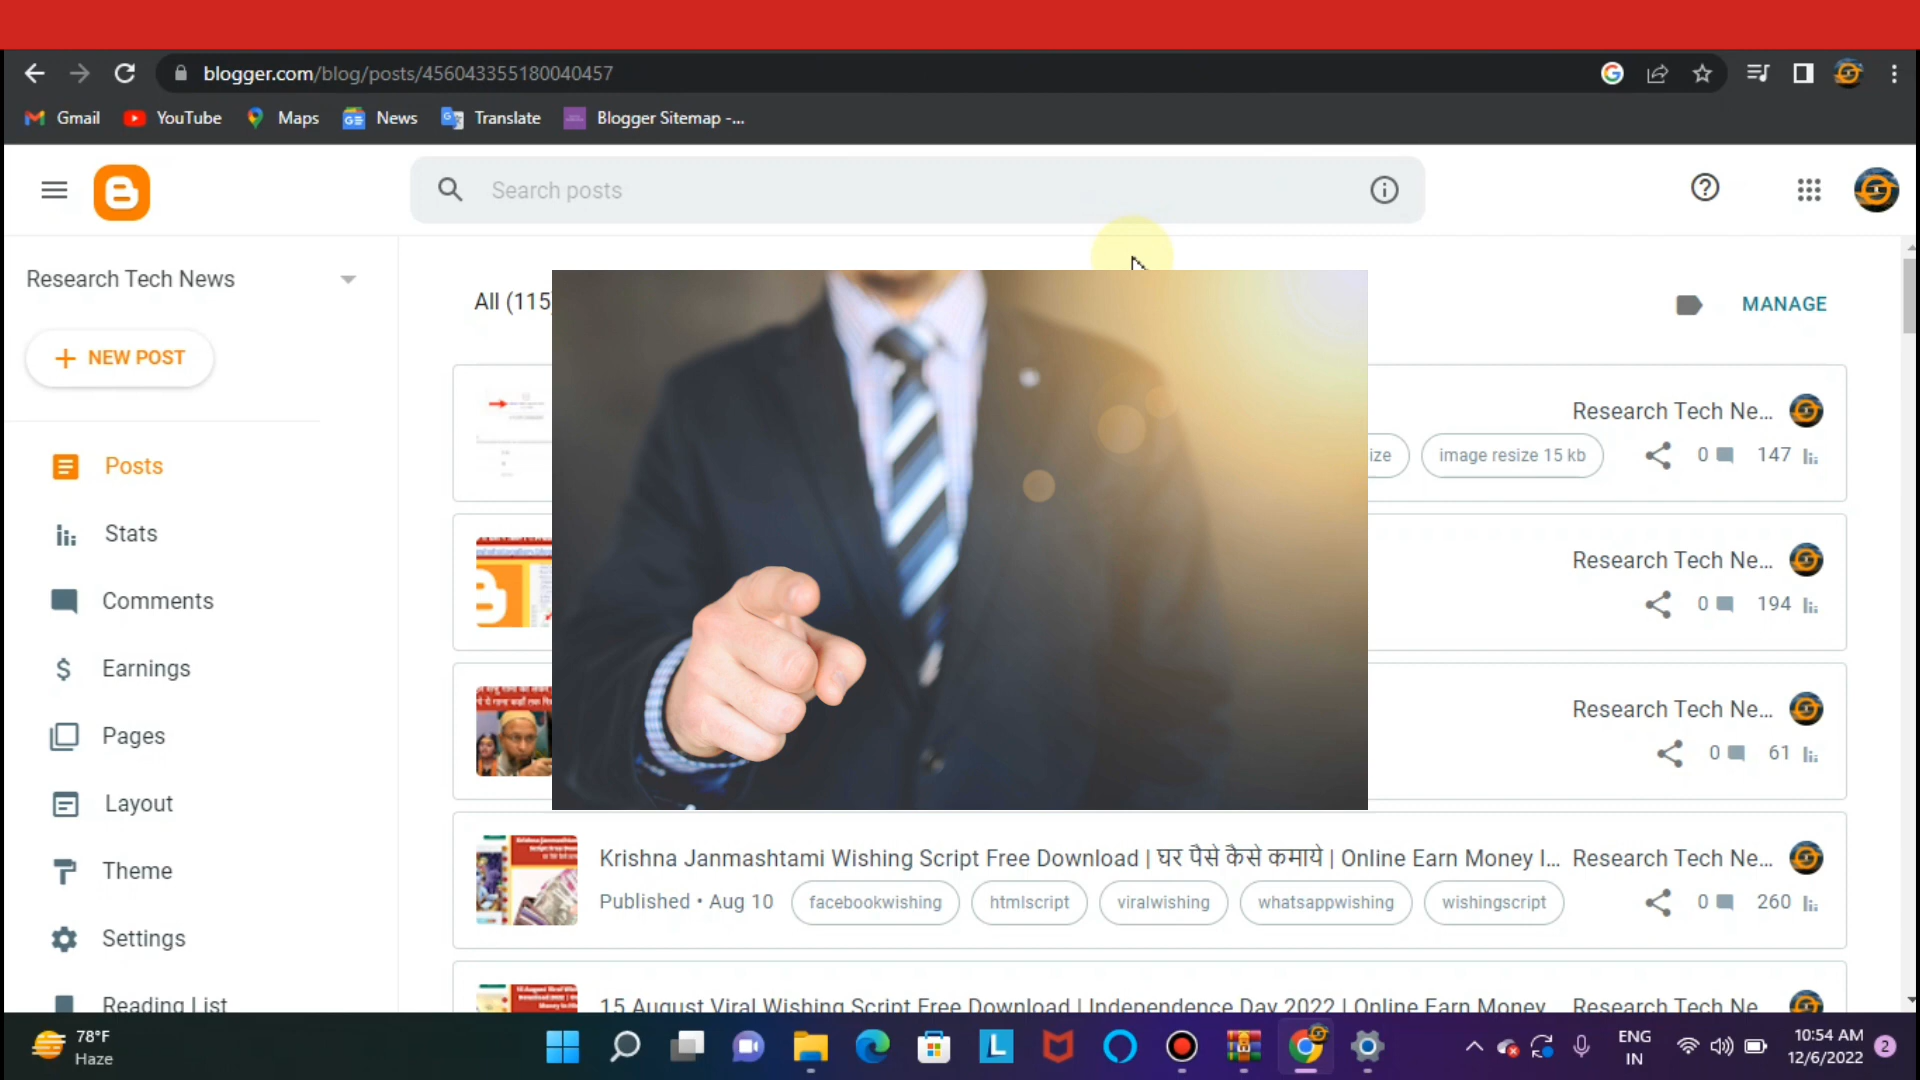 blogger.com/blog/posts/456043355180040457
Gmail YouTube Maps News Translate Blogger Sitemap -...
Search posts
Research Tech News
All (115
MANAGE
NEW POST
Research Tech Ne...
ize image resize 15 kb 0 147
Posts
Stats
Research Tech Ne...
0 194
Comments
Earnings
Research Tech Ne...
0 61
Pages
Layout
Krishna Janmashtami Wishing Script Free Download | घर पैसे कैसे कमाये | Online Earn Money I... Research Tech Ne...
Published • Aug 10 facebookwishing htmlscript viralwishing whatsappwishing wishingscript 0 260
Theme
Settings
Reading List
15 August Viral Wishing Script Free Download | Independence Day 2022 | Online Earn Money Research Tech Ne
78°F
Haze
ENG
IN
10:54 AM
12/6/2022
2